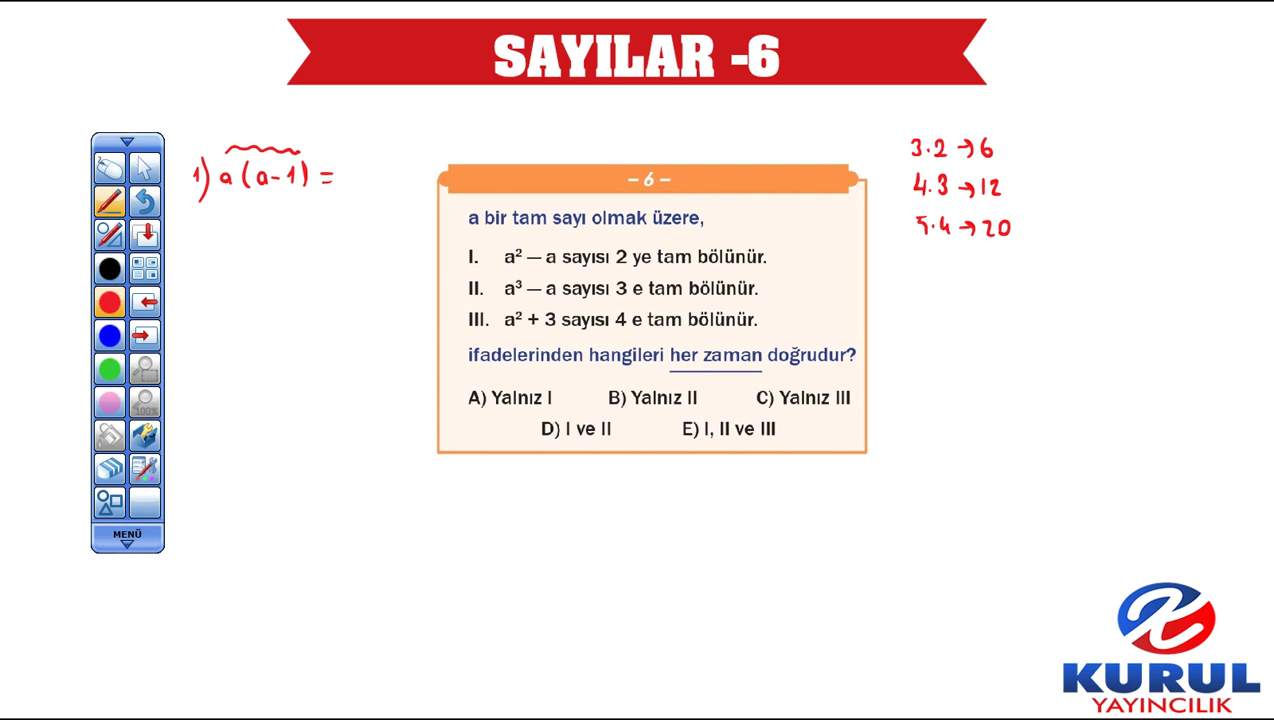 SAYILAR -6
1) a(a-1) =
3.2 → 6
4.3 → 12
5.4 → 20
– 6 –
a bir tam sayı olmak üzere,
I. a² — a sayısı 2 ye tam bölünür.
II. a³ — a sayısı 3 e tam bölünür.
III. a² + 3 sayısı 4 e tam bölünür.
ifadelerinden hangileri her zaman doğrudur?
A) Yalnız I B) Yalnız II C) Yalnız III
D) I ve II E) I, II ve III
100%
MENÜ
KURUL
YAYINCILIK